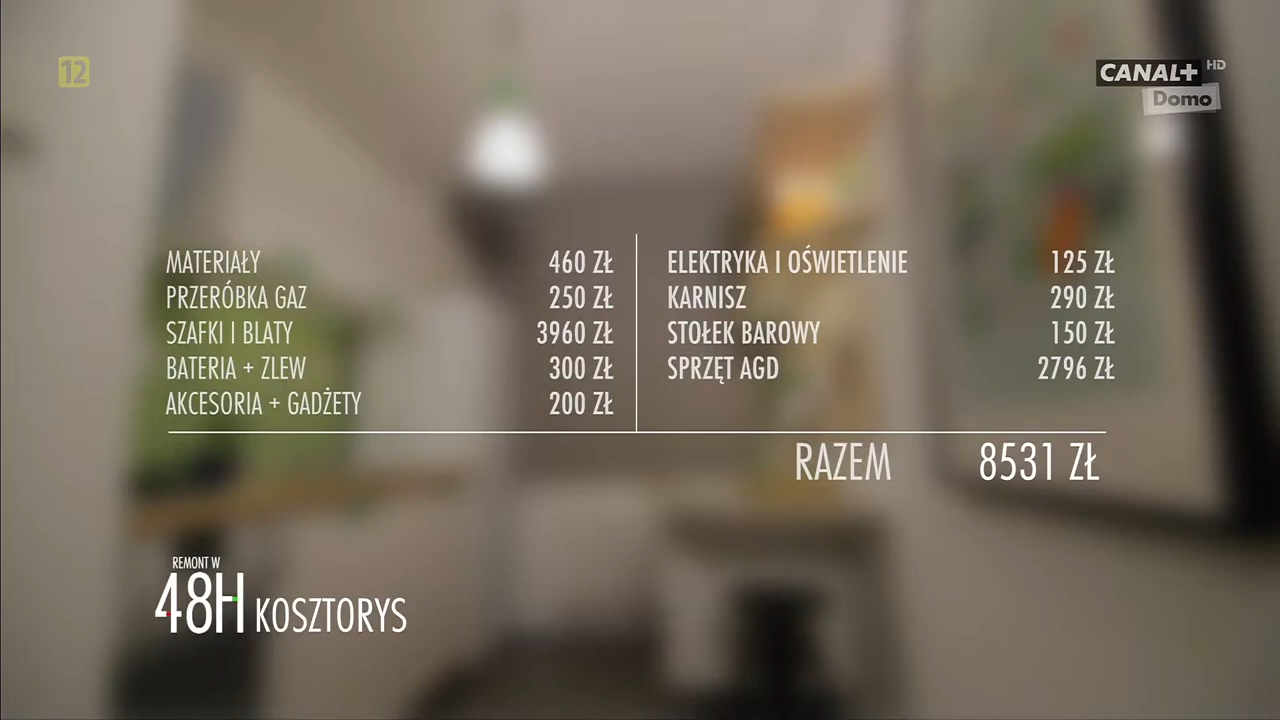 12
CANAL+ HD
Domo
MATERIAŁY 460 ZŁ
PRZERÓBKA GAZ 250 ZŁ
SZAFKI I BLATY 3960 ZŁ
BATERIA + ZLEW 300 ZŁ
AKCESORIA + GADŻETY 200 ZŁ
ELEKTRYKA I OŚWIETLENIE 125 ZŁ
KARNISZ 290 ZŁ
STOŁEK BAROWY 150 ZŁ
SPRZĘT AGD 2796 ZŁ
RAZEM 8531 ZŁ
REMONT W
48H KOSZTORYS